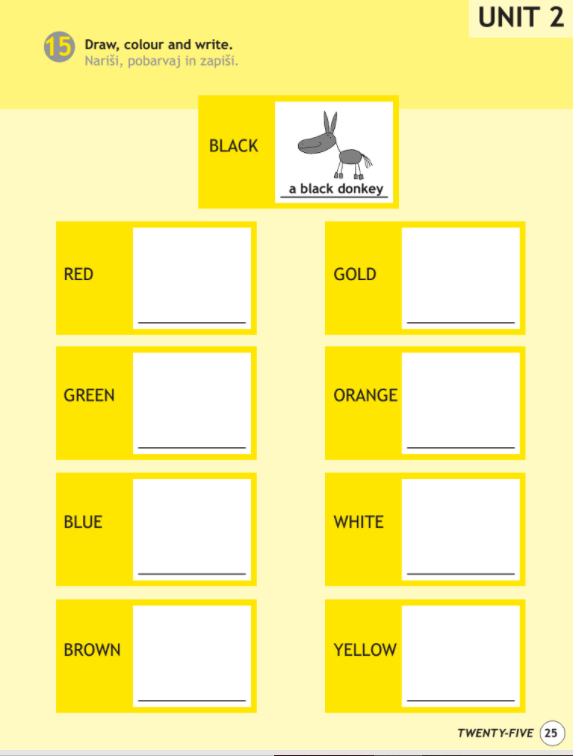 UNIT 2
15
Draw, colour and write.
Nariši, pobarvaj in zapiši.
BLACK
a black donkey
RED
GOLD
GREEN
ORANGE
BLUE
WHITE
BROWN
YELLOW
TWENTY-FIVE 25